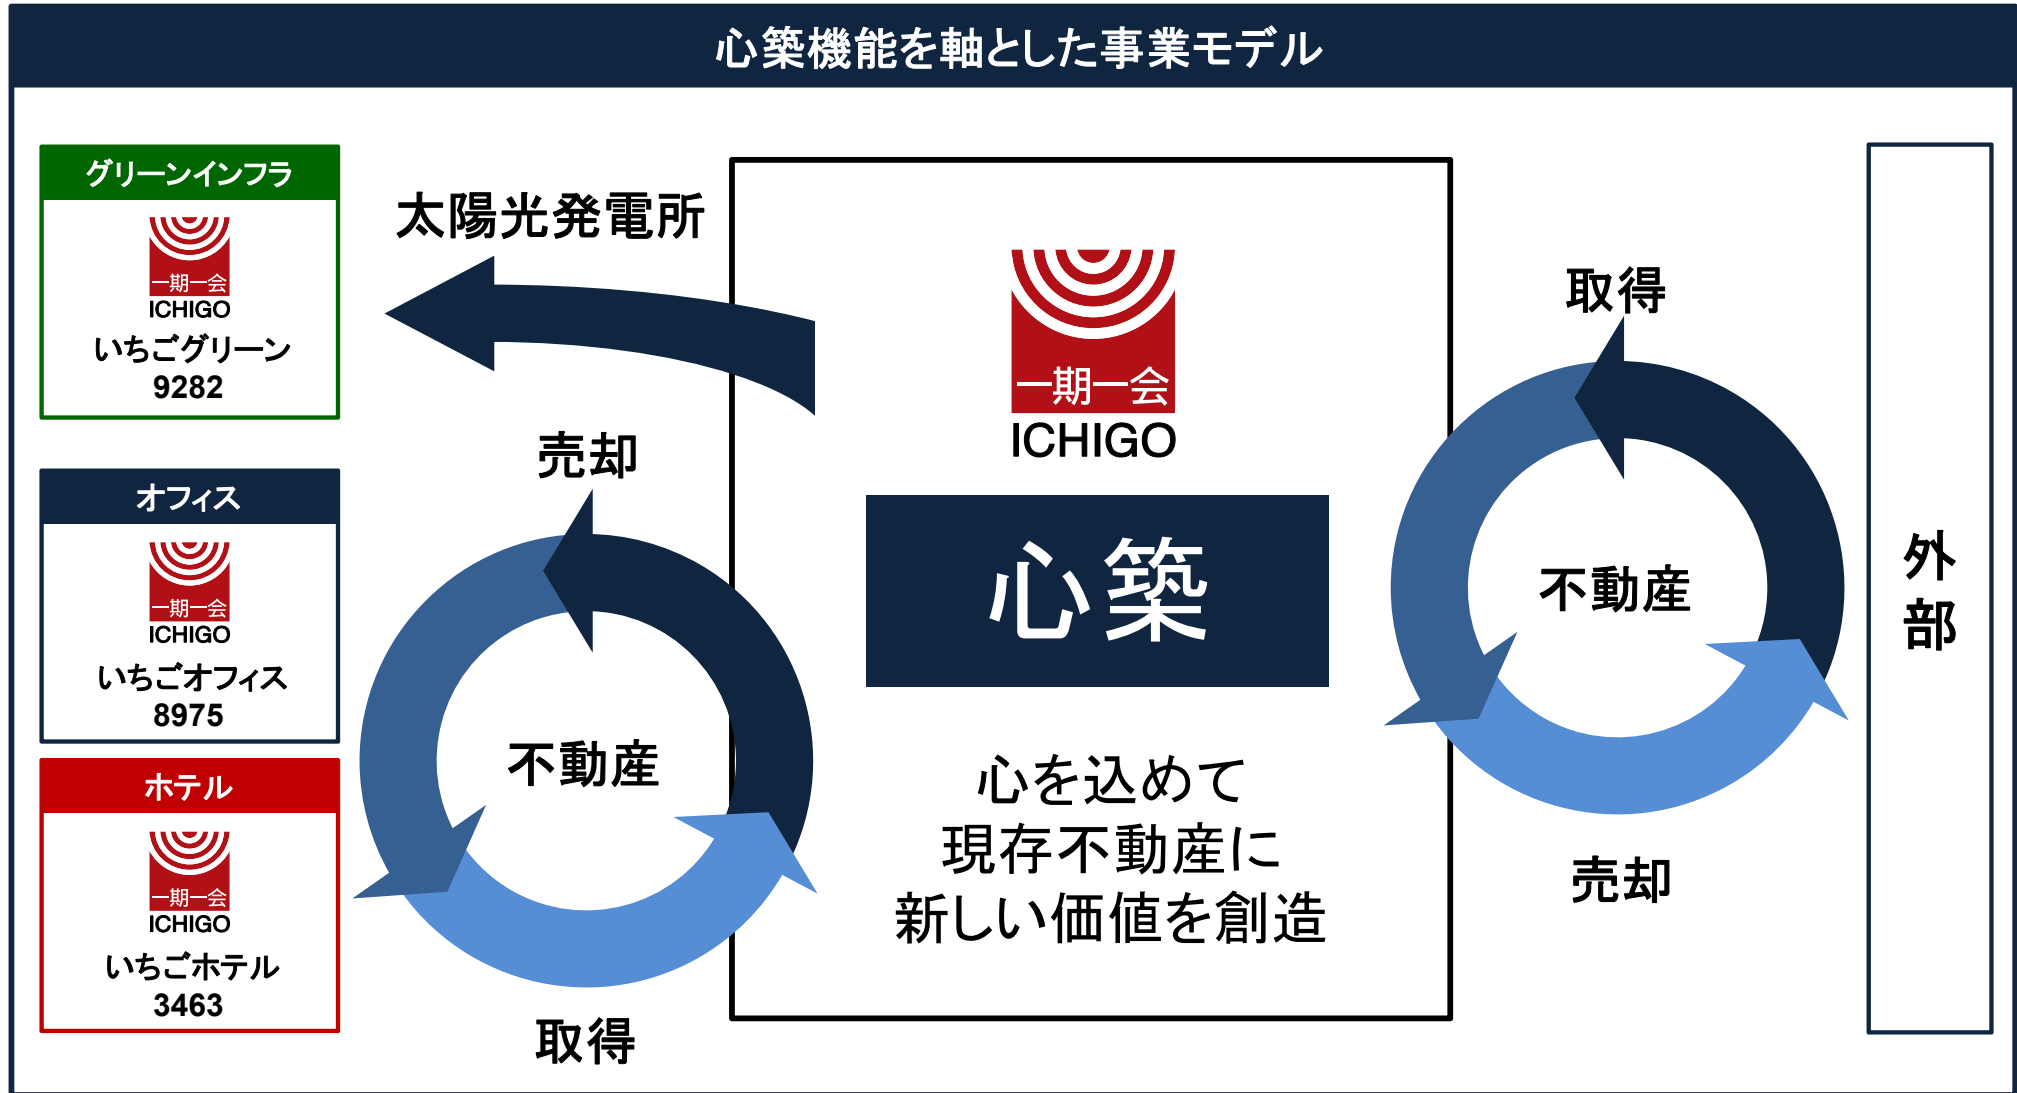 心築機能を軸とした事業モデル
グリーンインフラ
一期一会
ICHIGO
いちごグリーン
9282
オフィス
一期一会
ICHIGO
いちごオフィス
8975
ホテル
一期一会
ICHIGO
いちごホテル
3463
太陽光発電所
売却
不動産
取得
一期一会
ICHIGO
心築
心を込めて
現存不動産に
新しい価値を創造
取得
不動産
売却
外部